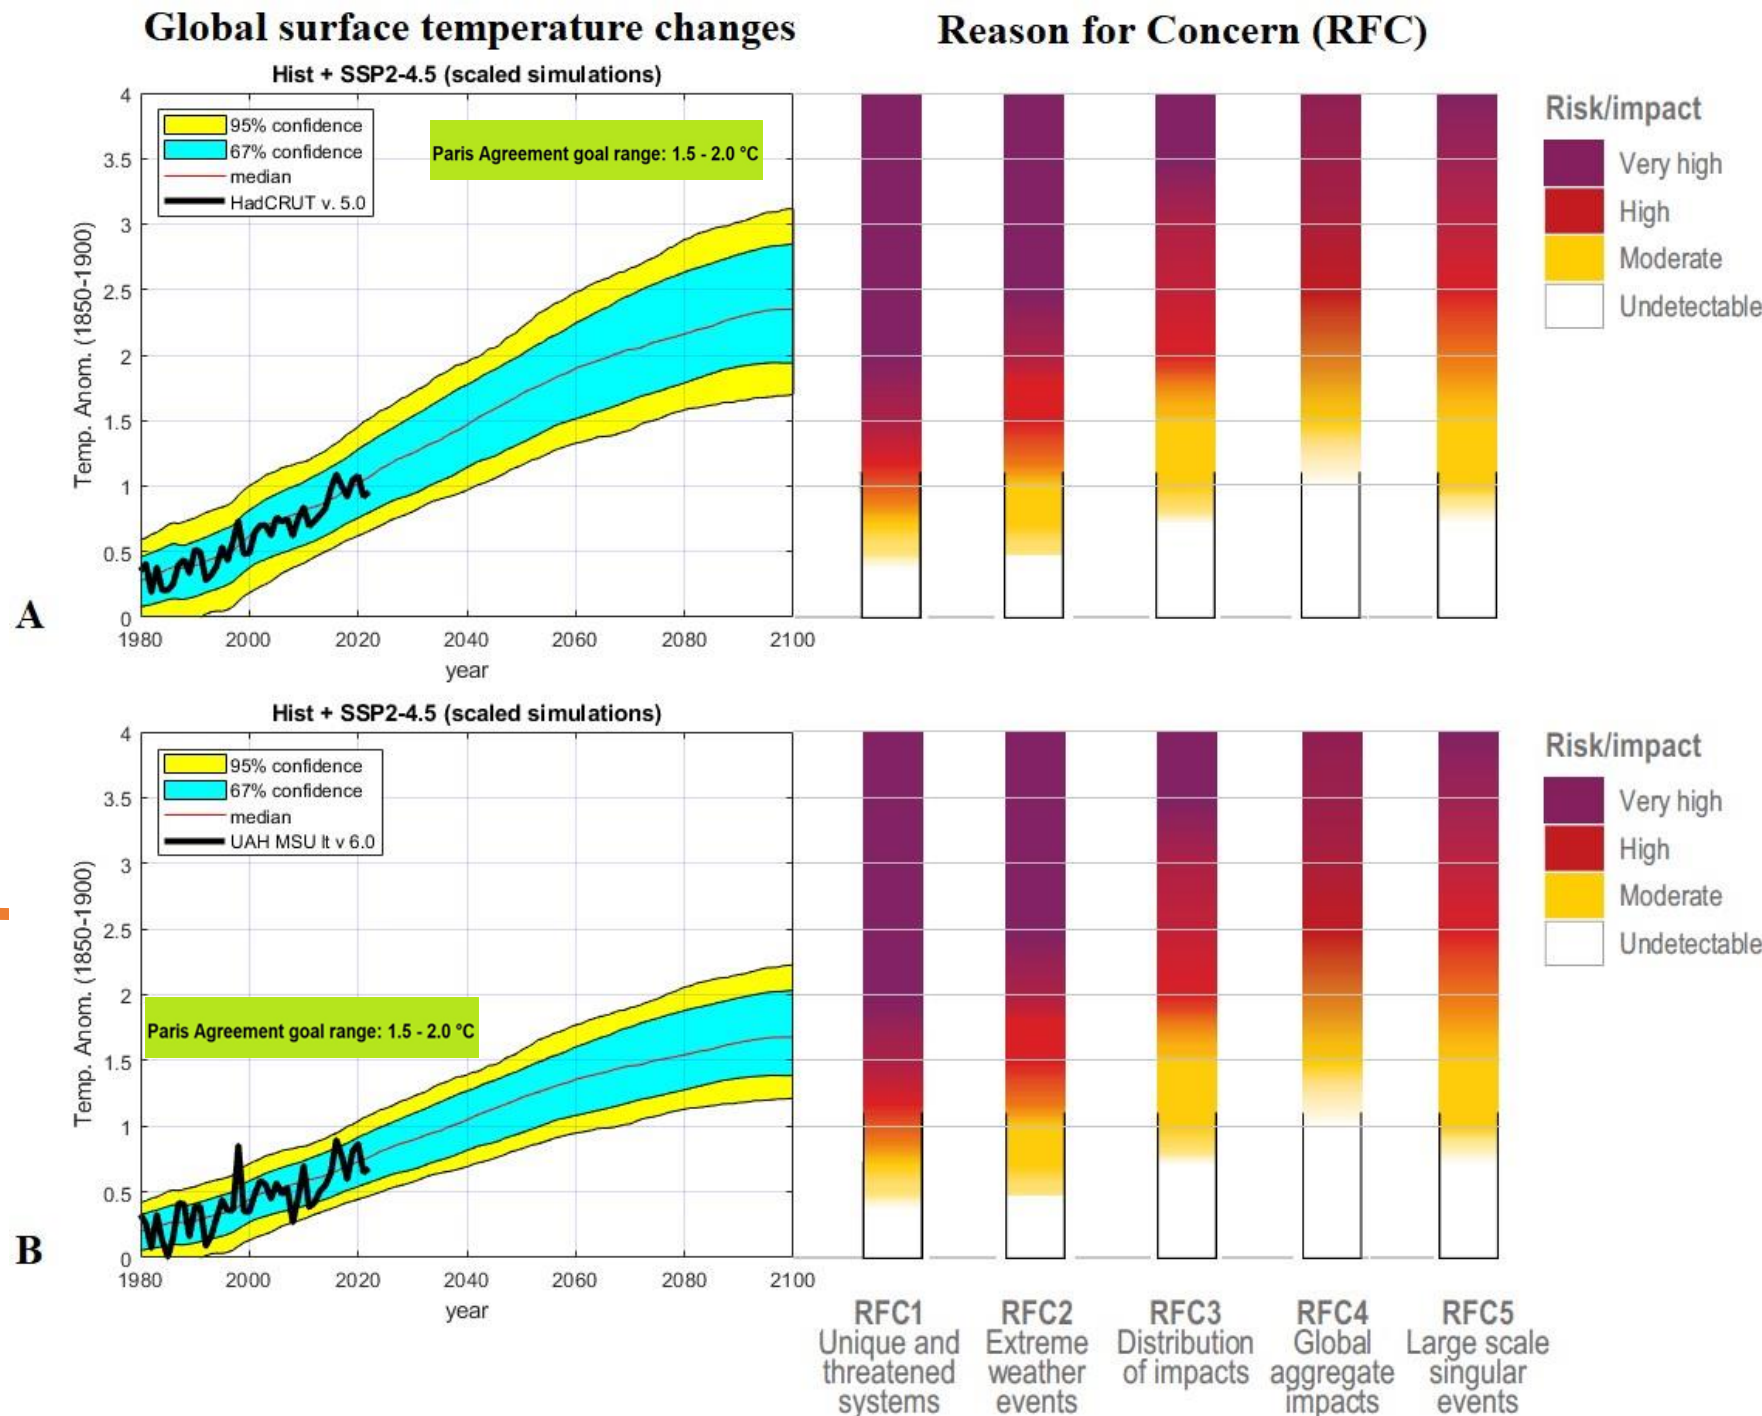 Global surface temperature changes
Reason for Concern (RFC)
Hist + SSP2-4.5 (scaled simulations)
95% confidence
67% confidence
median
HadCRUT v. 5.0
Paris Agreement goal range: 1.5 - 2.0 °C
Temp. Anom. (1850-1900)
4
3.5
3
2.5
2
1.5
1
0.5
0
1980 2000 2020 2040 2060 2080 2100
year
A
Risk/impact
Very high
High
Moderate
Undetectable
Hist + SSP2-4.5 (scaled simulations)
95% confidence
67% confidence
median
UAH MSU lt v 6.0
Paris Agreement goal range: 1.5 - 2.0 °C
Temp. Anom. (1850-1900)
4
3.5
3
2.5
2
1.5
1
0.5
0
1980 2000 2020 2040 2060 2080 2100
year
B
Risk/impact
Very high
High
Moderate
Undetectable
RFC1
Unique and
threatened
systems
RFC2
Extreme
weather
events
RFC3
Distribution
of impacts
RFC4
Global
aggregate
impacts
RFC5
Large scale
singular
events